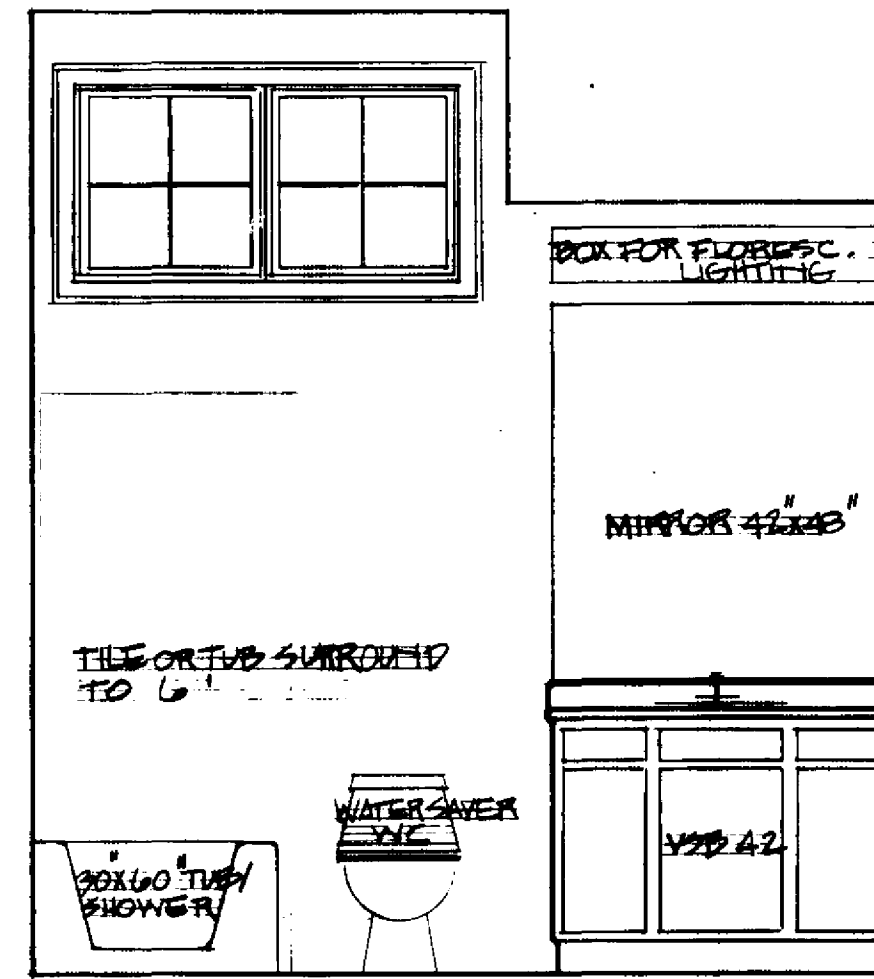 BOX FOR FLORESC.
LIGHTING
MIRROR 42"X48"
TILE OR TUB SURROUND
TO 6'
WATER SAVER
WC
30"X60" TUB/
SHOWER
VSB 42